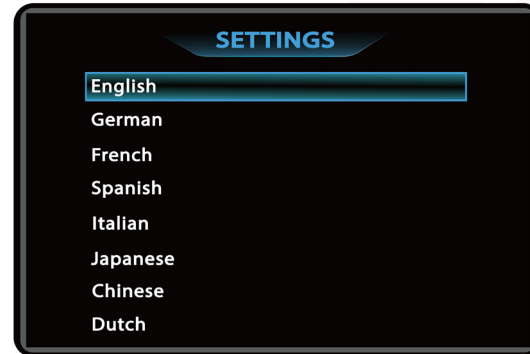 SETTINGS
English
German
French
Spanish
Italian
Japanese
Chinese
Dutch